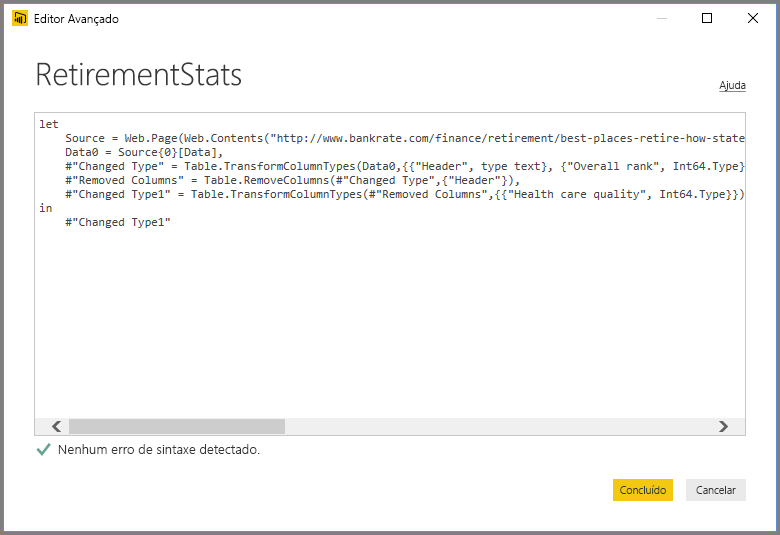 Editor Avançado
RetirementStats
Ajuda
let
    Source = Web.Page(Web.Contents("http://www.bankrate.com/finance/retirement/best-places-retire-how-state
    Data0 = Source{0}[Data],
    #"Changed Type" = Table.TransformColumnTypes(Data0,{{"Header", type text}, {"Overall rank", Int64.Type}
    #"Removed Columns" = Table.RemoveColumns(#"Changed Type",{"Header"}),
    #"Changed Type1" = Table.TransformColumnTypes(#"Removed Columns",{{"Health care quality", Int64.Type}})
in
    #"Changed Type1"
Nenhum erro de sintaxe detectado.
Concluído Cancelar